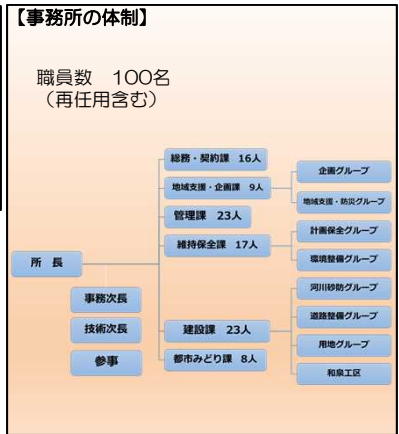 【事務所の体制】
職員数 100名
(再任用含む)
所 長
事務次長
技術次長
参事
総務・契約課 16人
地域支援・企画課 9人
管理課 23人
維持保全課 17人
建設課 23人
都市みどり課 8人
企画グループ
地域支援・防災グループ
計画保全グループ
環境整備グループ
河川砂防グループ
道路整備グループ
用地グループ
和泉工区